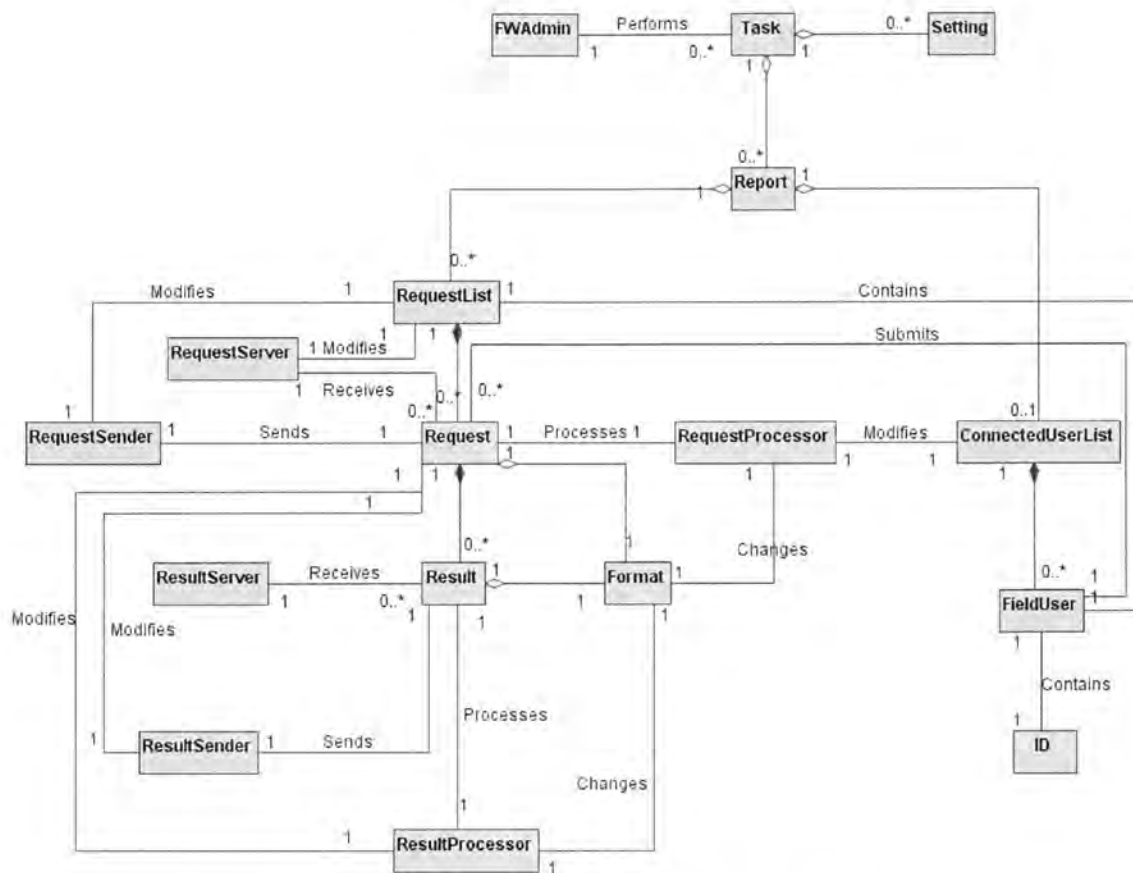 FWAdmin Performs Task 0..* Setting
1 0..* 1 1
0..* 1
Report
1
0..*
Modifies 1 RequestList 1 Contains
1 1
RequestServer 1 Modifies Submits
1 Receives 0..* 0..*
1 0..* 0..1
RequestSender 1 Sends 1 Request 1 Processes 1 RequestProcessor Modifies ConnectedUserList
1 1 1 1 1 1 1
1
0..* 1 Changes
ResultServer Receives Result 1 Format 1 0..* 1
1 0..* 1 1 FieldUser 1
Modifies Modifies 1 1 1 1
Contains
Processes
1 ResultSender 1 Sends 1
ID
Changes
1 1
1 ResultProcessor 1